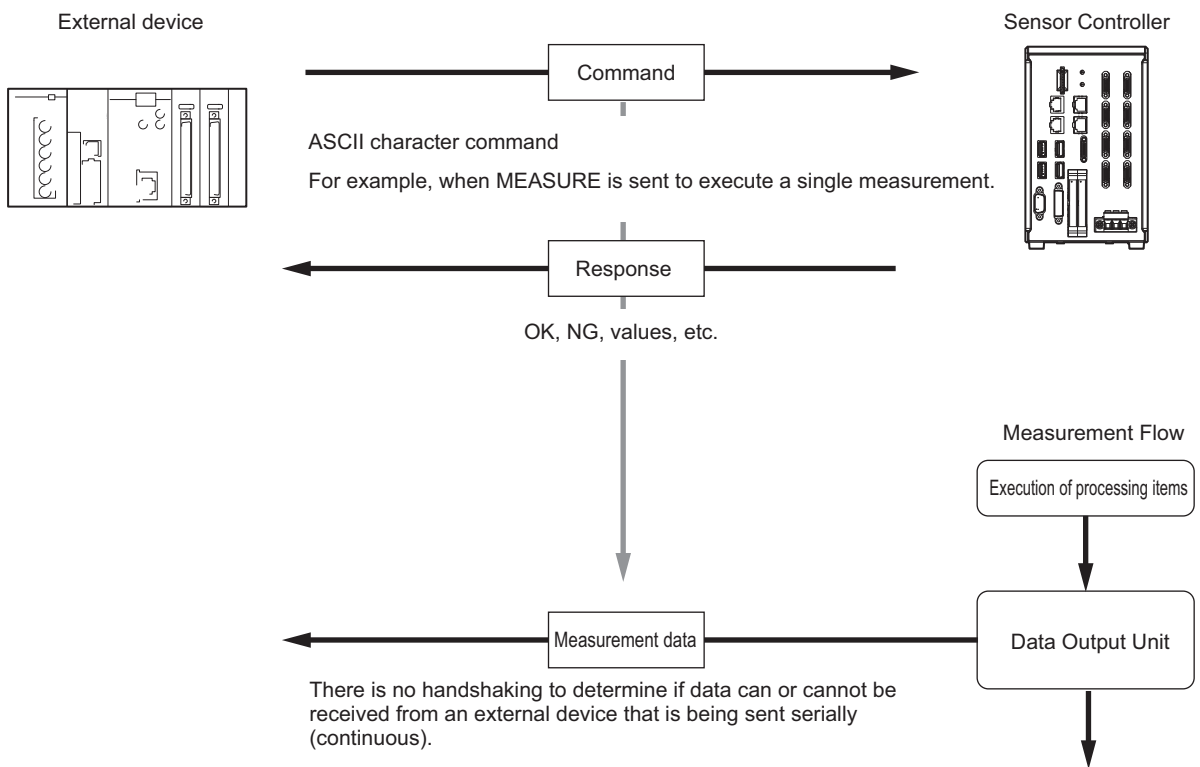 External device
Sensor Controller
Command
ASCII character command
For example, when MEASURE is sent to execute a single measurement.
Response
OK, NG, values, etc.
Measurement Flow
Execution of processing items
Measurement data
Data Output Unit
There is no handshaking to determine if data can or cannot be
received from an external device that is being sent serially
(continuous).